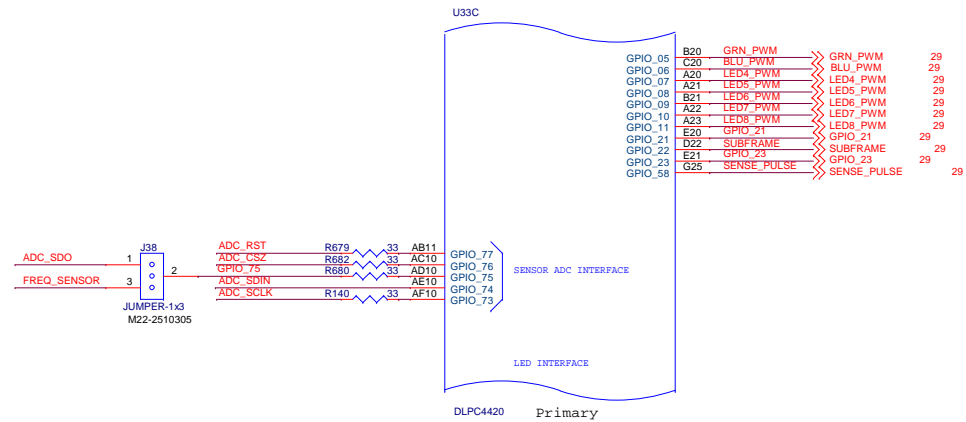 U33C
GPIO_05 B20 GRN_PWM GRN_PWM 29
GPIO_06 C20 BLU_PWM BLU_PWM 29
GPIO_07 A20 LED4_PWM LED4_PWM 29
GPIO_08 A21 LED5_PWM LED5_PWM 29
GPIO_09 B21 LED6_PWM LED6_PWM 29
GPIO_10 A22 LED7_PWM LED7_PWM 29
GPIO_11 A23 LED8_PWM LED8_PWM 29
GPIO_21 E20 GPIO_21 GPIO_21 29
GPIO_22 D22 SUBFRAME SUBFRAME 29
GPIO_23 E21 GPIO_23 GPIO_23 29
GPIO_58 G25 SENSE_PULSE SENSE_PULSE 29
J38
ADC_SDO 1
2
FREQ_SENSOR 3
JUMPER-1x3
M22-2510305
ADC_RST R679 33 AB11 GPIO_77
ADC_CSZ R682 33 AC10 GPIO_76
GPIO_75 R680 33 AD10 GPIO_75
ADC_SDIN AE10 GPIO_74
ADC_SCLK R140 33 AF10 GPIO_73
SENSOR ADC INTERFACE
LED INTERFACE
DLPC4420 Primary